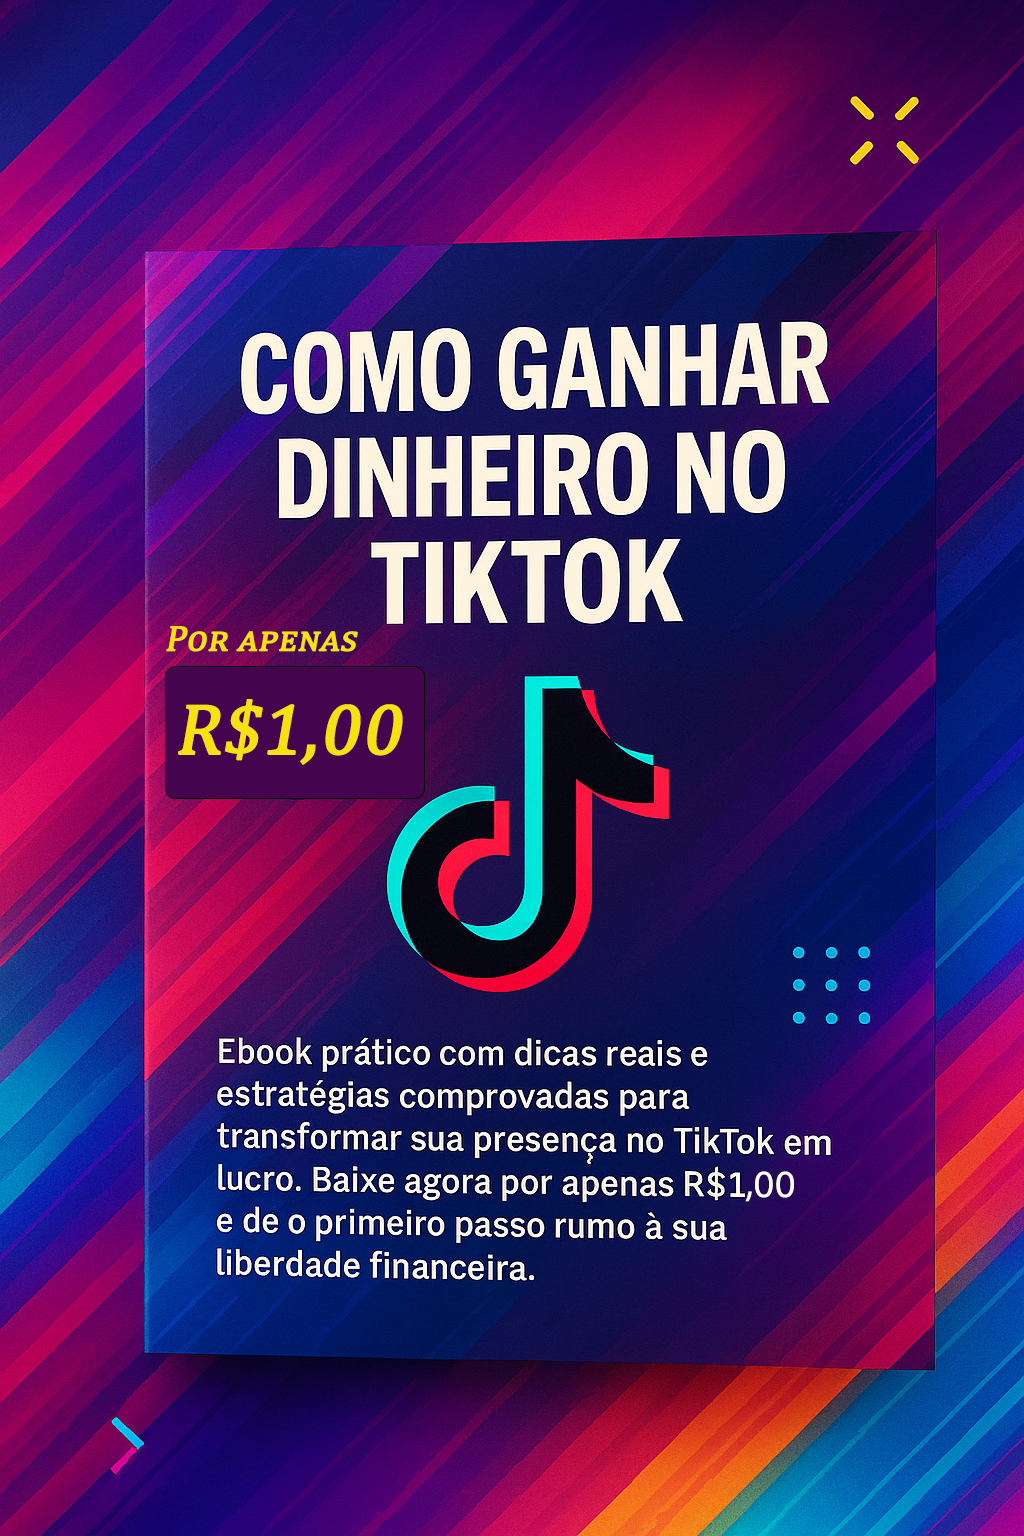 COMO GANHAR
DINHEIRO NO
TIKTOK
POR APENAS
R$1,00
Ebook prático com dicas reais e
estratégias comprovadas para
transformar sua presença no TikTok em
lucro. Baixe agora por apenas R$1,00
e de o primeiro passo rumo à sua
liberdade financeira.